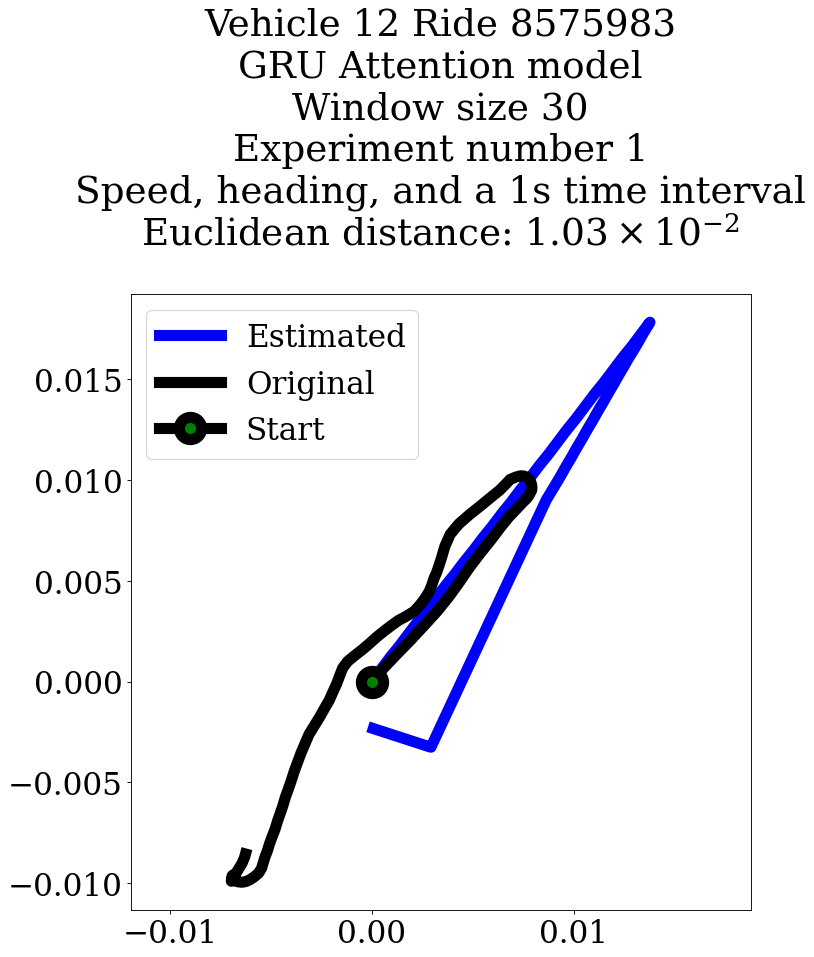 Vehicle 12 Ride 8575983
GRU Attention model
Window size 30
Experiment number 1
Speed, heading, and a 1s time interval
Euclidean distance: 1.03 × 10⁻²
Estimated
Original
Start
0.015
0.010
0.005
0.000
−0.005
−0.010
−0.01 0.00 0.01